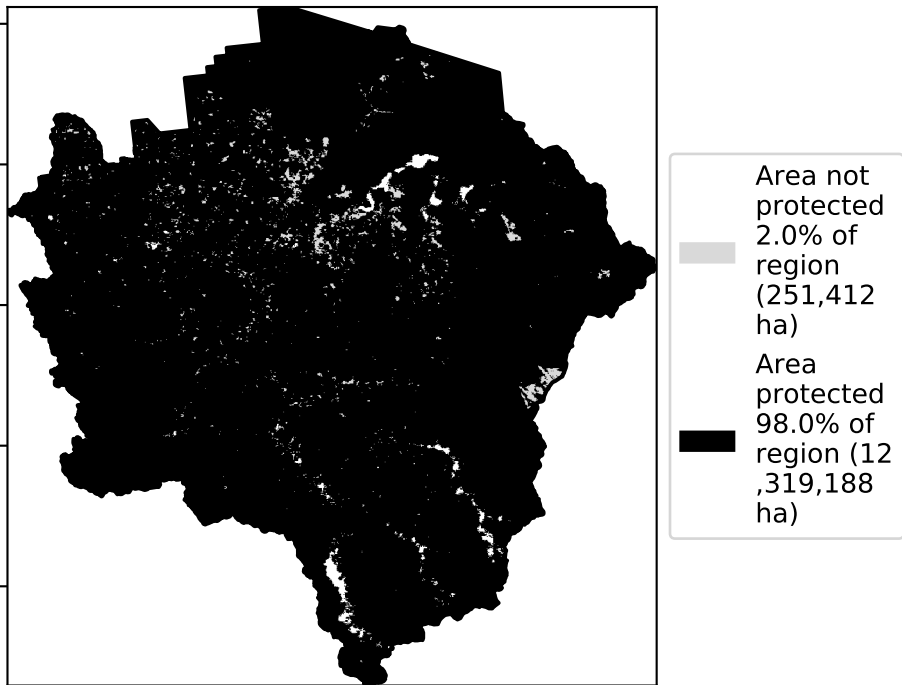 Area not
protected
2.0% of
region
(251,412
ha)
Area
protected
98.0% of
region (12
,319,188
ha)